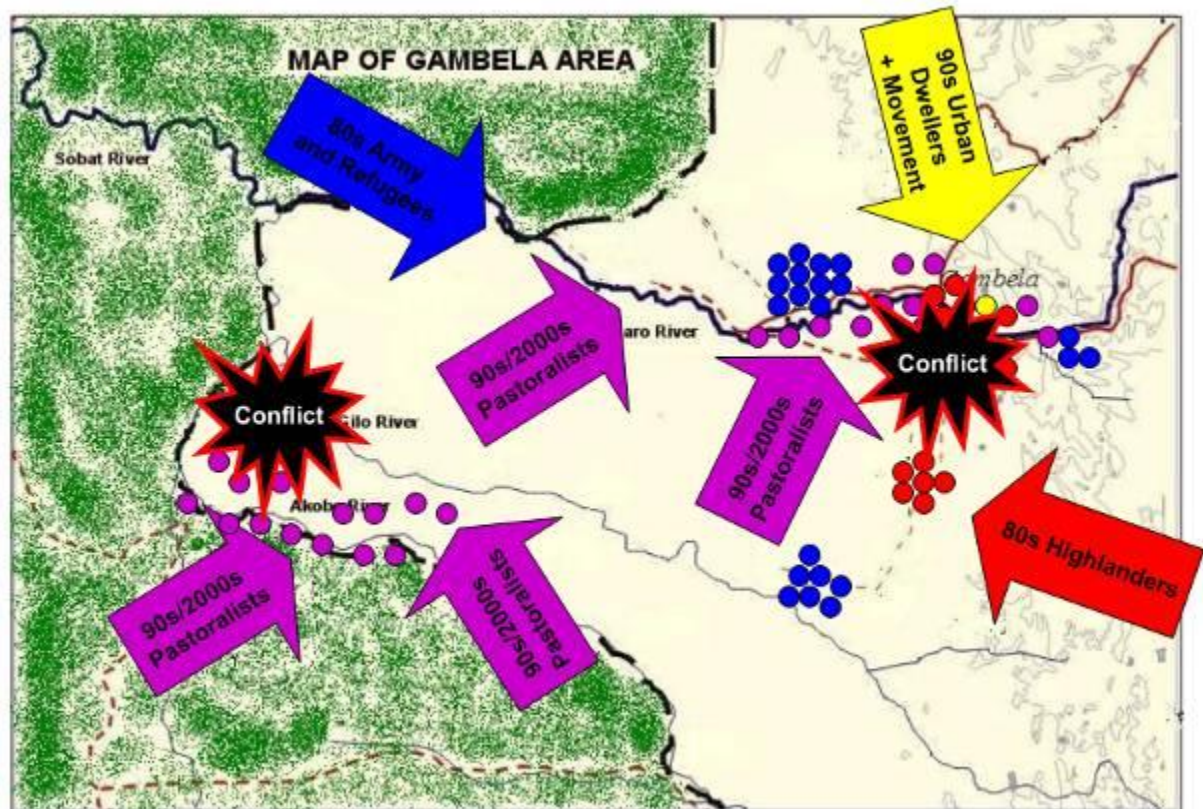 MAP OF GAMBELA AREA
90s Urban
Dwellers
+ Movement
80s Army
and Refugees
Sobat River
Gambela
90s/2000s
Pastoralists
aro River
Conflict
90s/2000s
Pastoralists
Conflict
Gilo River
Akobo River
80s Highlanders
90s/2000s
Pastoralists
90s/2000s
Pastoralists